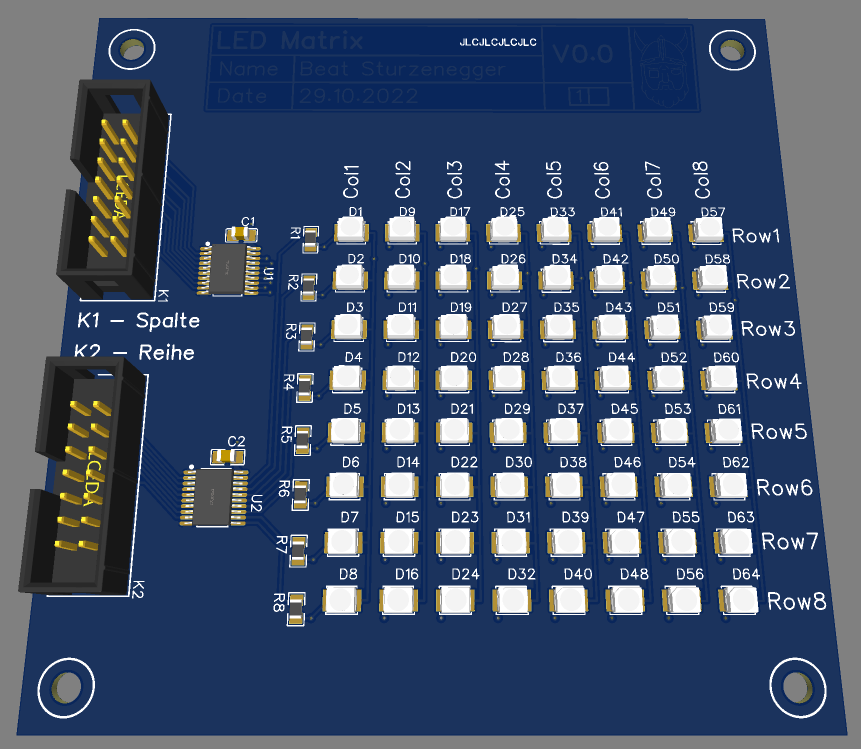 LED Matrix
JLCJLCJLCJLC
V0.0
Name Beat Sturzenegger
Date 29.10.2022
1
Col1 Col2 Col3 Col4 Col5 Col6 Col7 Col8
D1 D9 D17 D25 D33 D41 D49 D57
C1 R1 Row1
D2 D10 D18 D26 D34 D42 D50 D58
U1 R2 Row2
K1
D3 D11 D19 D27 D35 D43 D51 D59
K1 – Spalte
R3 Row3
K2 – Reihe
D4 D12 D20 D28 D36 D44 D52 D60
R4 Row4
D5 D13 D21 D29 D37 D45 D53 D61
C2 R5 Row5
D6 D14 D22 D30 D38 D46 D54 D62
U2 R6 Row6
D7 D15 D23 D31 D39 D47 D55 D63
R7 Row7
D8 D16 D24 D32 D40 D48 D56 D64
K2 R8 Row8